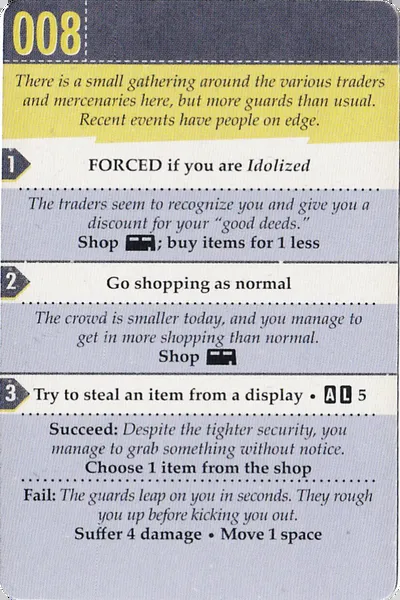 008
There is a small gathering around the various traders
and mercenaries here, but more guards than usual.
Recent events have people on edge.
1
FORCED if you are Idolized
The traders seem to recognize you and give you a
discount for your “good deeds.”
Shop ; buy items for 1 less
2
Go shopping as normal
The crowd is smaller today, and you manage to
get in more shopping than normal.
Shop
3
Try to steal an item from a display • A L 5
Succeed: Despite the tighter security, you
manage to grab something without notice.
Choose 1 item from the shop
Fail: The guards leap on you in seconds. They rough
you up before kicking you out.
Suffer 4 damage • Move 1 space